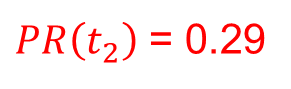 PR(t₂) = 0.29